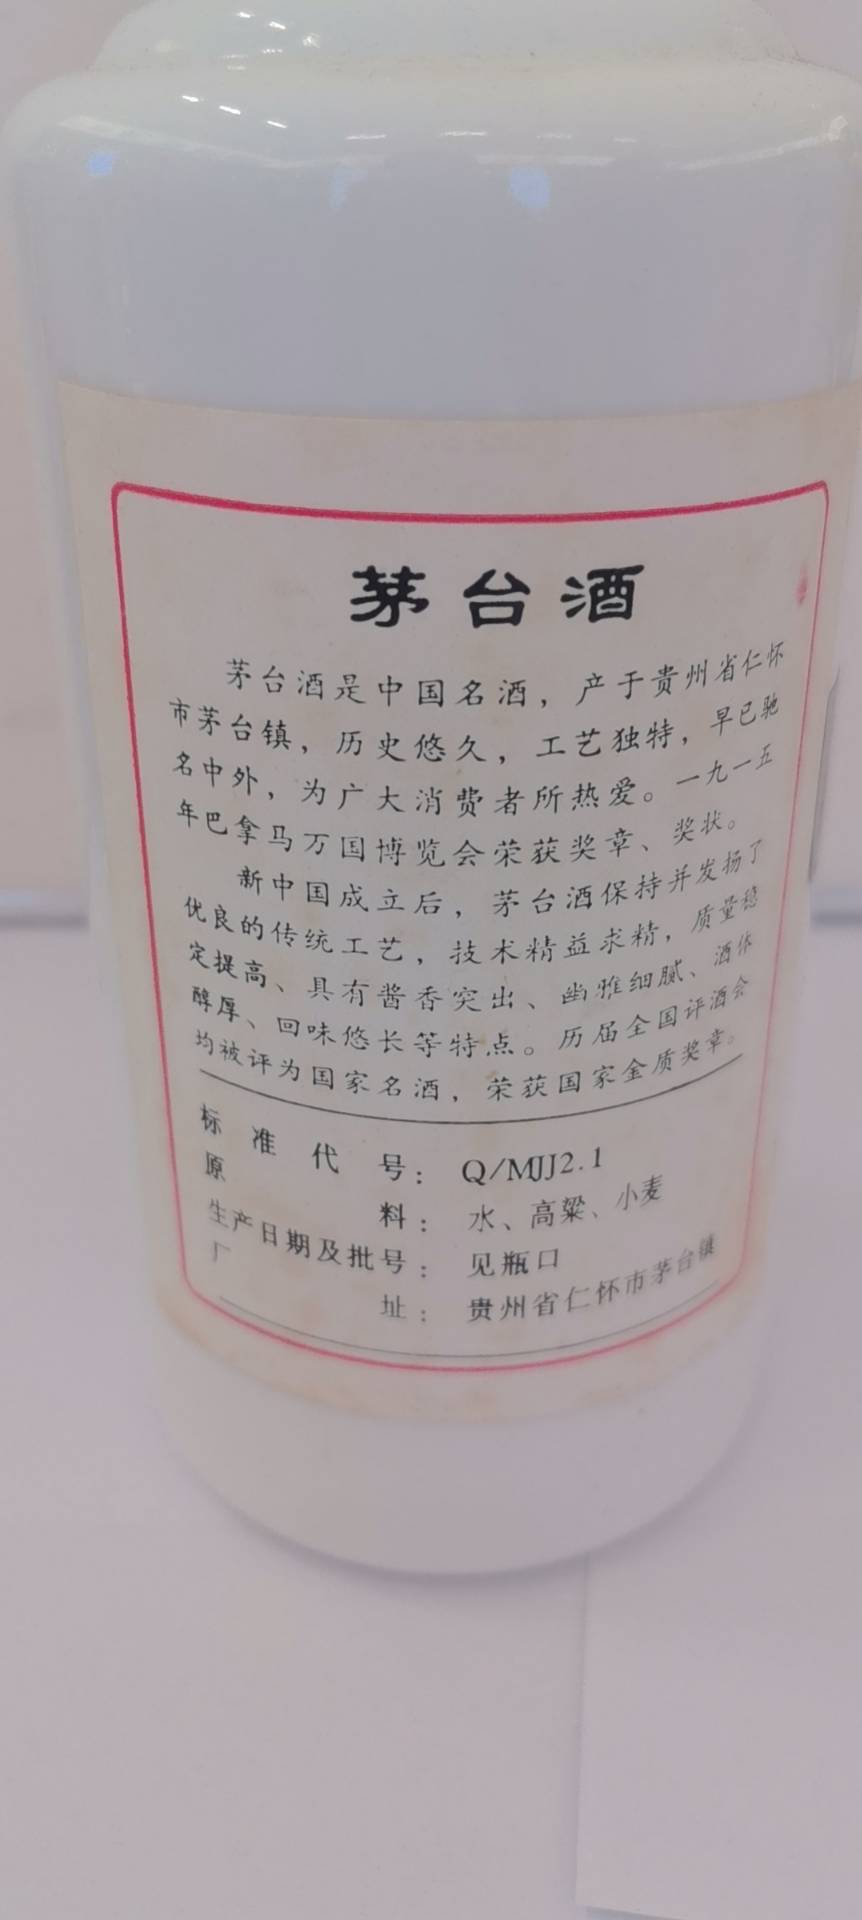 茅台酒
茅台酒是中国名酒，产于贵州省仁怀
市茅台镇，历史悠久，工艺独特，早已驰
名中外，为广大消费者所热爱。一九一五
年巴拿马万国博览会荣获奖章、奖状。
新中国成立后，茅台酒保持并发扬了
优良的传统工艺，技术精益求精，质量稳
定提高、具有酱香突出、幽雅细腻、酒体
醇厚、回味悠长等特点。历届全国评酒会
均被评为国家名酒，荣获国家金质奖章。
标准代号：Q/MJJ2.1
原料：水、高粱、小麦
生产日期及批号：见瓶口
厂址：贵州省仁怀市茅台镇